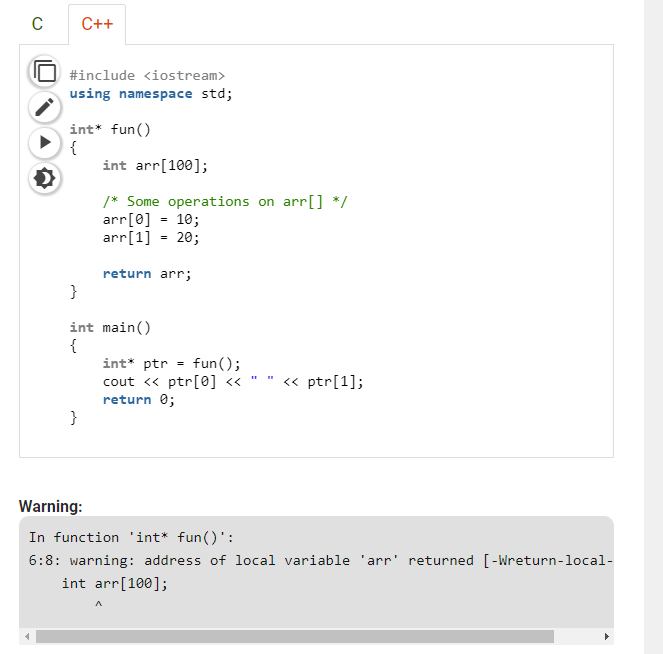 C C++
#include <iostream>
using namespace std;
int* fun()
{
int arr[100];
/* Some operations on arr[] */
arr[0] = 10;
arr[1] = 20;
return arr;
}
int main()
{
int* ptr = fun();
cout << ptr[0] << " " << ptr[1];
return 0;
}
Warning:
In function 'int* fun()':
6:8: warning: address of local variable 'arr' returned [-Wreturn-local-
int arr[100];
^